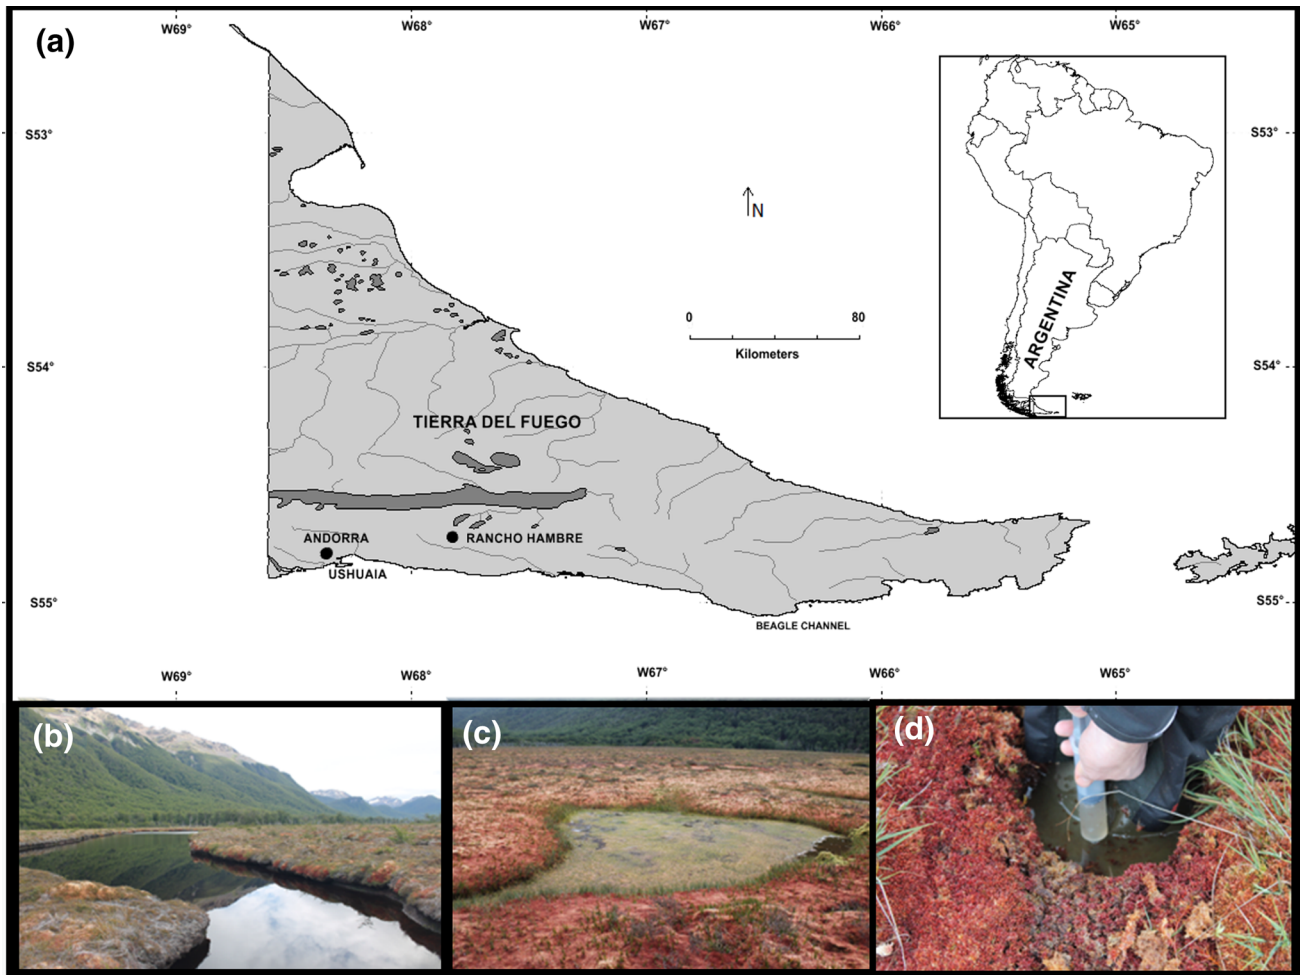 (a)
W69° W68° W67° W66° W65°
S53° S53°
N
0 80
Kilometers
ARGENTINA
S54° S54°
TIERRA DEL FUEGO
ANDORRA
RANCHO HAMBRE
USHUAIA
S55° S55°
BEAGLE CHANNEL
W69° W68° W67° W66° W65°
(b)
(c)
(d)